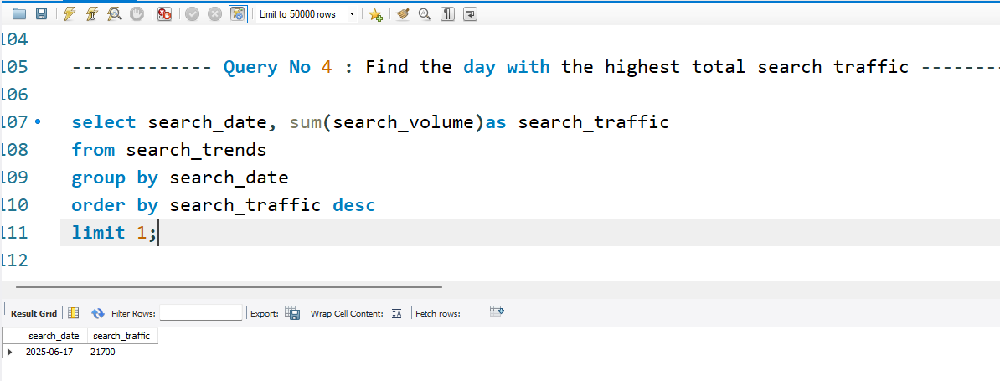 Limit to 50000 rows
104
105 ------------- Query No 4 : Find the day with the highest total search traffic --------
106
107 select search_date, sum(search_volume)as search_traffic
108 from search_trends
109 group by search_date
110 order by search_traffic desc
111 limit 1;
112
Result Grid Filter Rows: Export: Wrap Cell Content: Fetch rows:
search_date search_traffic
2025-06-17 21700